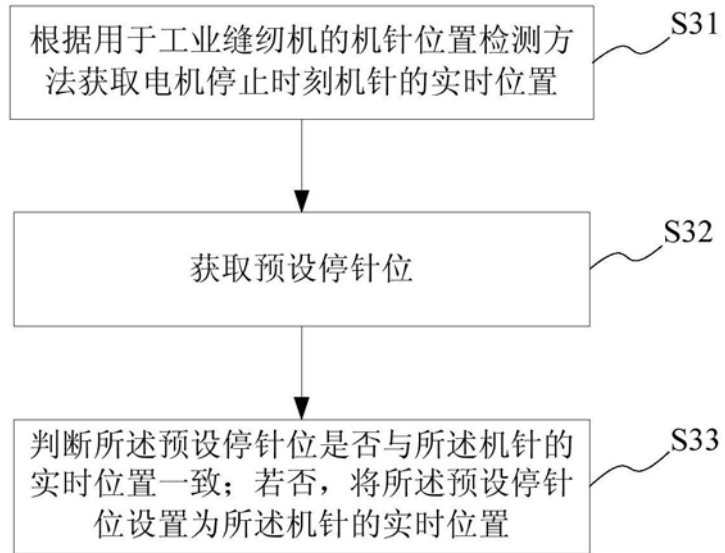 根据用于工业缝纫机的机针位置检测方
法获取电机停止时刻机针的实时位置
S31
获取预设停针位
S32
判断所述预设停针位是否与所述机针的
实时位置一致；若否，将所述预设停针
位设置为所述机针的实时位置
S33